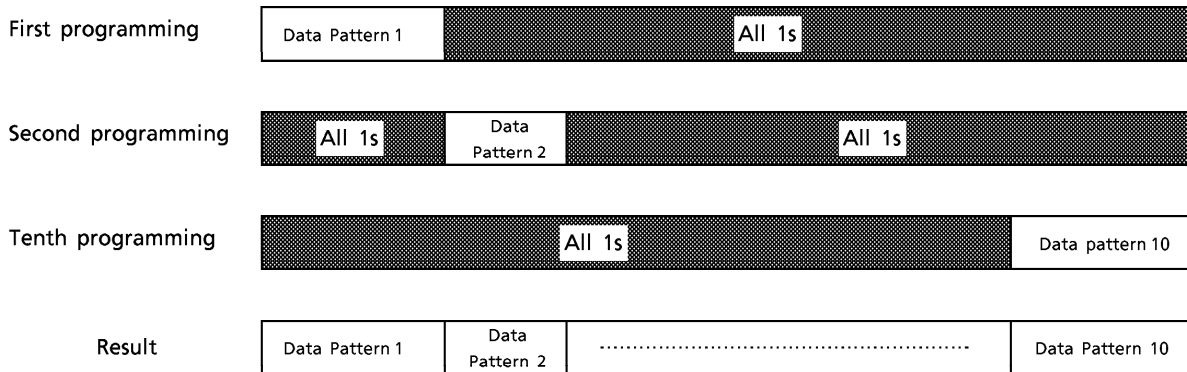 First programming
Data Pattern 1
All 1s
Second programming
All 1s
Data
Pattern 2
All 1s
Tenth programming
All 1s
Data pattern 10
Result
Data Pattern 1
Data
Pattern 2
Data Pattern 10